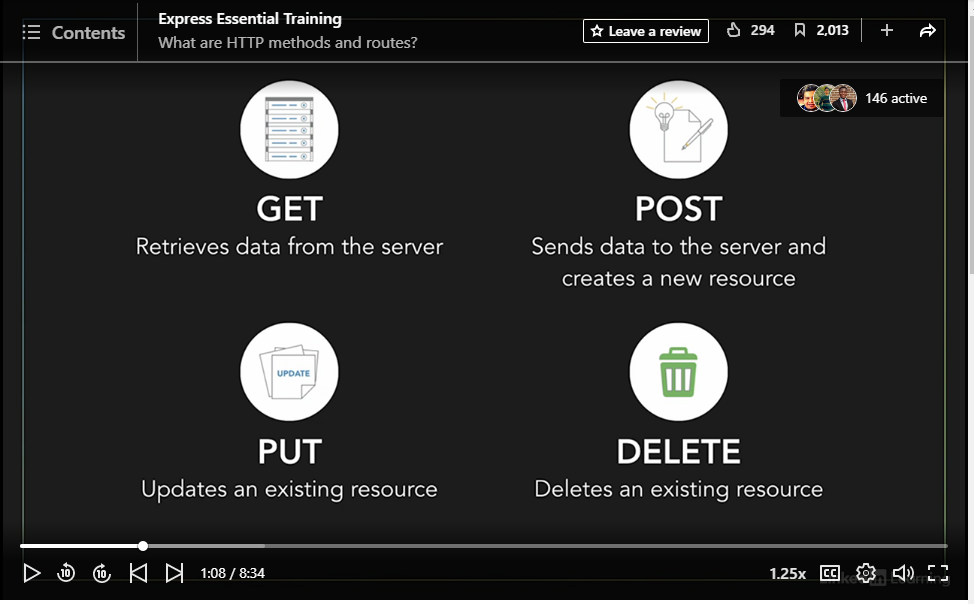 Contents
Express Essential Training
What are HTTP methods and routes?
Leave a review
294
2,013
146 active
GET
Retrieves data from the server
POST
Sends data to the server and
creates a new resource
UPDATE
PUT
Updates an existing resource
DELETE
Deletes an existing resource
10
10
1:08 / 8:34
1.25x
CC